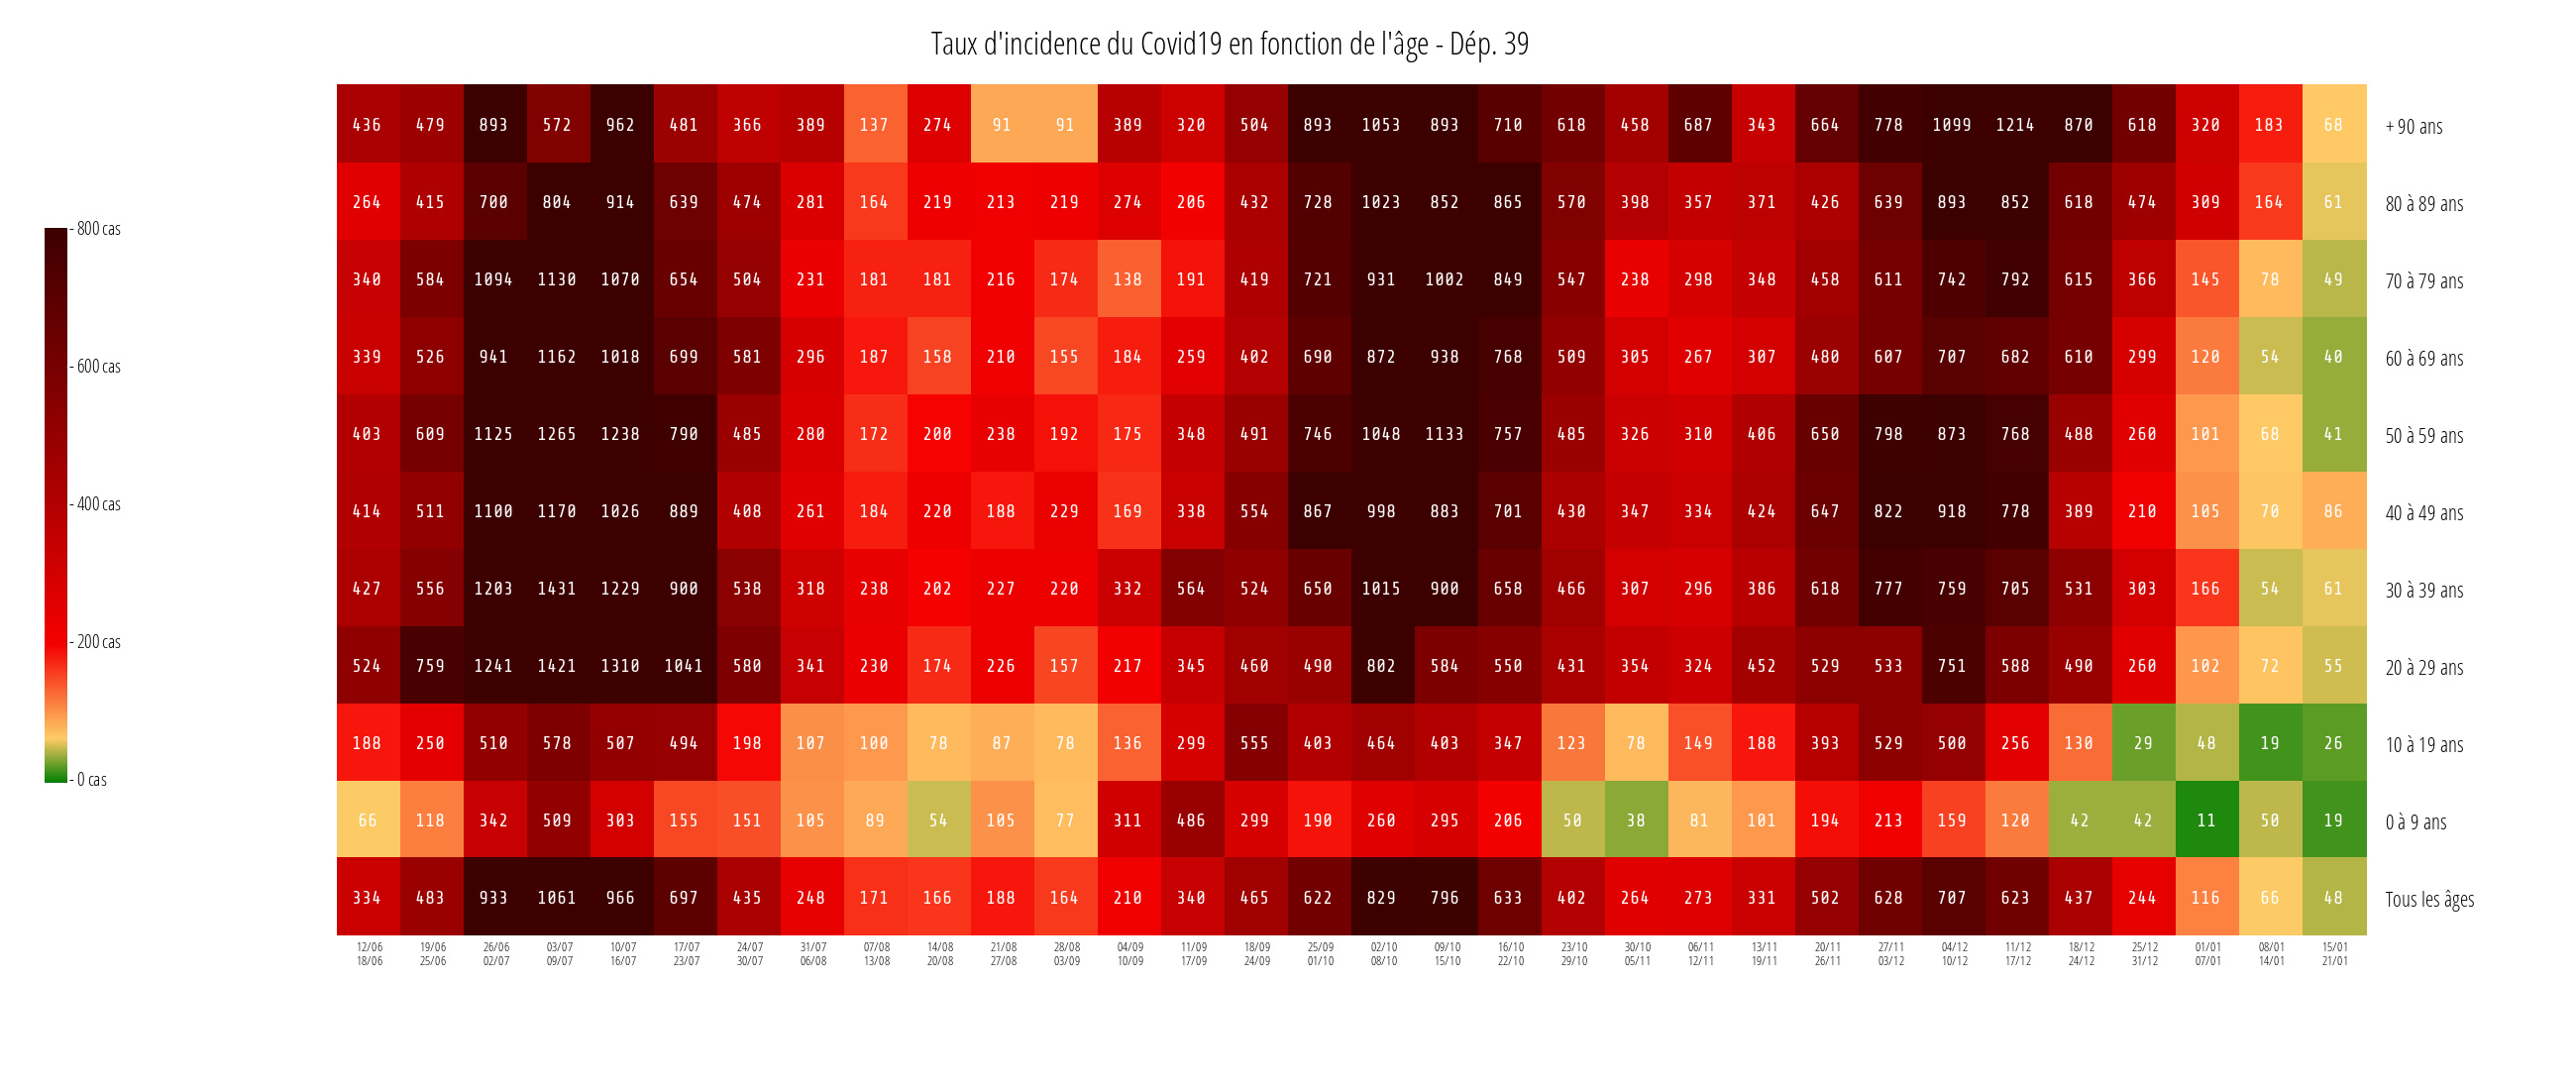 Taux d'incidence du Covid19 en fonction de l'âge - Dép. 39
- 800 cas
- 600 cas
- 400 cas
- 200 cas
- 0 cas
436 479 893 572 962 481 366 389 137 274 91 91 389 320 504 893 1053 893 710 618 458 687 343 664 778 1099 1214 870 618 320 183 68 + 90 ans
264 415 700 804 914 639 474 281 164 219 213 219 274 206 432 728 1023 852 865 570 398 357 371 426 639 893 852 618 474 309 164 61 80 à 89 ans
340 584 1094 1130 1070 654 504 231 181 181 216 174 138 191 419 721 931 1002 849 547 238 298 348 458 611 742 792 615 366 145 78 49 70 à 79 ans
339 526 941 1162 1018 699 581 296 187 158 210 155 184 259 402 690 872 938 768 509 305 267 307 480 607 707 682 610 299 120 54 40 60 à 69 ans
403 609 1125 1265 1238 790 485 280 172 200 238 192 175 348 491 746 1048 1133 757 485 326 310 406 650 798 873 768 488 260 101 68 41 50 à 59 ans
414 511 1100 1170 1026 889 408 261 184 220 188 229 169 338 554 867 998 883 701 430 347 334 424 647 822 918 778 389 210 105 70 86 40 à 49 ans
427 556 1203 1431 1229 900 538 318 238 202 227 220 332 564 524 650 1015 900 658 466 307 296 386 618 777 759 705 531 303 166 54 61 30 à 39 ans
524 759 1241 1421 1310 1041 580 341 230 174 226 157 217 345 460 490 802 584 550 431 354 324 452 529 533 751 588 490 260 102 72 55 20 à 29 ans
188 250 510 578 507 494 198 107 100 78 87 78 136 299 555 403 464 403 347 123 78 149 188 393 529 500 256 130 29 48 19 26 10 à 19 ans
66 118 342 509 303 155 151 105 89 54 105 77 311 486 299 190 260 295 206 50 38 81 101 194 213 159 120 42 42 11 50 19 0 à 9 ans
334 483 933 1061 966 697 435 248 171 166 188 164 210 340 465 622 829 796 633 402 264 273 331 502 628 707 623 437 244 116 66 48 Tous les âges
12/06 19/06 26/06 03/07 10/07 17/07 24/07 31/07 07/08 14/08 21/08 28/08 04/09 11/09 18/09 25/09 02/10 09/10 16/10 23/10 30/10 06/11 13/11 20/11 27/11 04/12 11/12 18/12 25/12 01/01 08/01 15/01
18/06 25/06 02/07 09/07 16/07 23/07 30/07 06/08 13/08 20/08 27/08 03/09 10/09 17/09 24/09 01/10 08/10 15/10 22/10 29/10 05/11 12/11 19/11 26/11 03/12 10/12 17/12 24/12 31/12 07/01 14/01 21/01